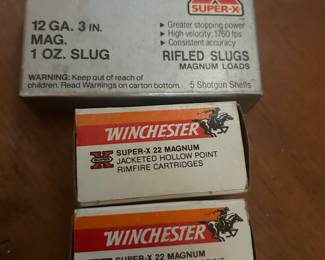 SUPER-X
12 GA. 3 IN.
MAG.
1 OZ. SLUG
▸ Greater stopping power
▸ High velocity: 1760 fps
▸ Consistent accuracy
RIFLED SLUGS
MAGNUM LOADS
WARNING: Keep out of reach of
children. Read Warnings on carton bottom.
5 Shotgun Shells
WINCHESTER
X
SUPER-X 22 MAGNUM
JACKETED HOLLOW POINT
RIMFIRE CARTRIDGES
WINCHESTER
SUPER-X 22 MAGNUM